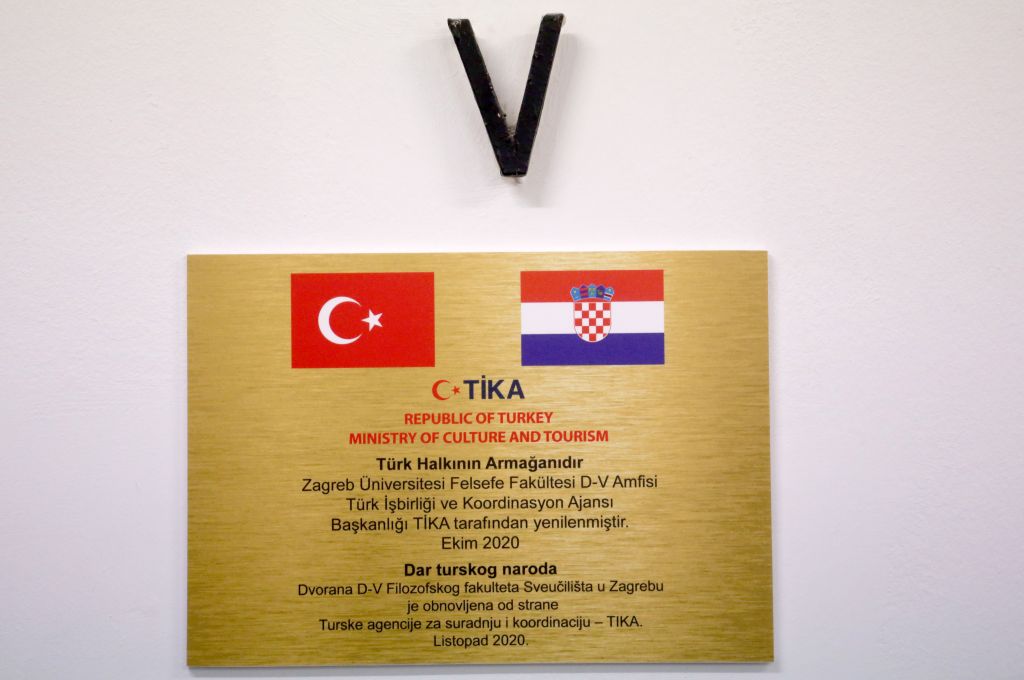 V
TİKA
REPUBLIC OF TURKEY
MINISTRY OF CULTURE AND TOURISM
Türk Halkının Armağanıdır
Zagreb Üniversitesi Felsefe Fakültesi D-V Amfisi
Türk İşbirliği ve Koordinasyon Ajansı
Başkanlığı TİKA tarafından yenilenmiştir.
Ekim 2020
Dar turskog naroda
Dvorana D-V Filozofskog fakulteta Sveučilišta u Zagrebu
je obnovljena od strane
Turske agencije za suradnju i koordinaciju – TIKA.
Listopad 2020.